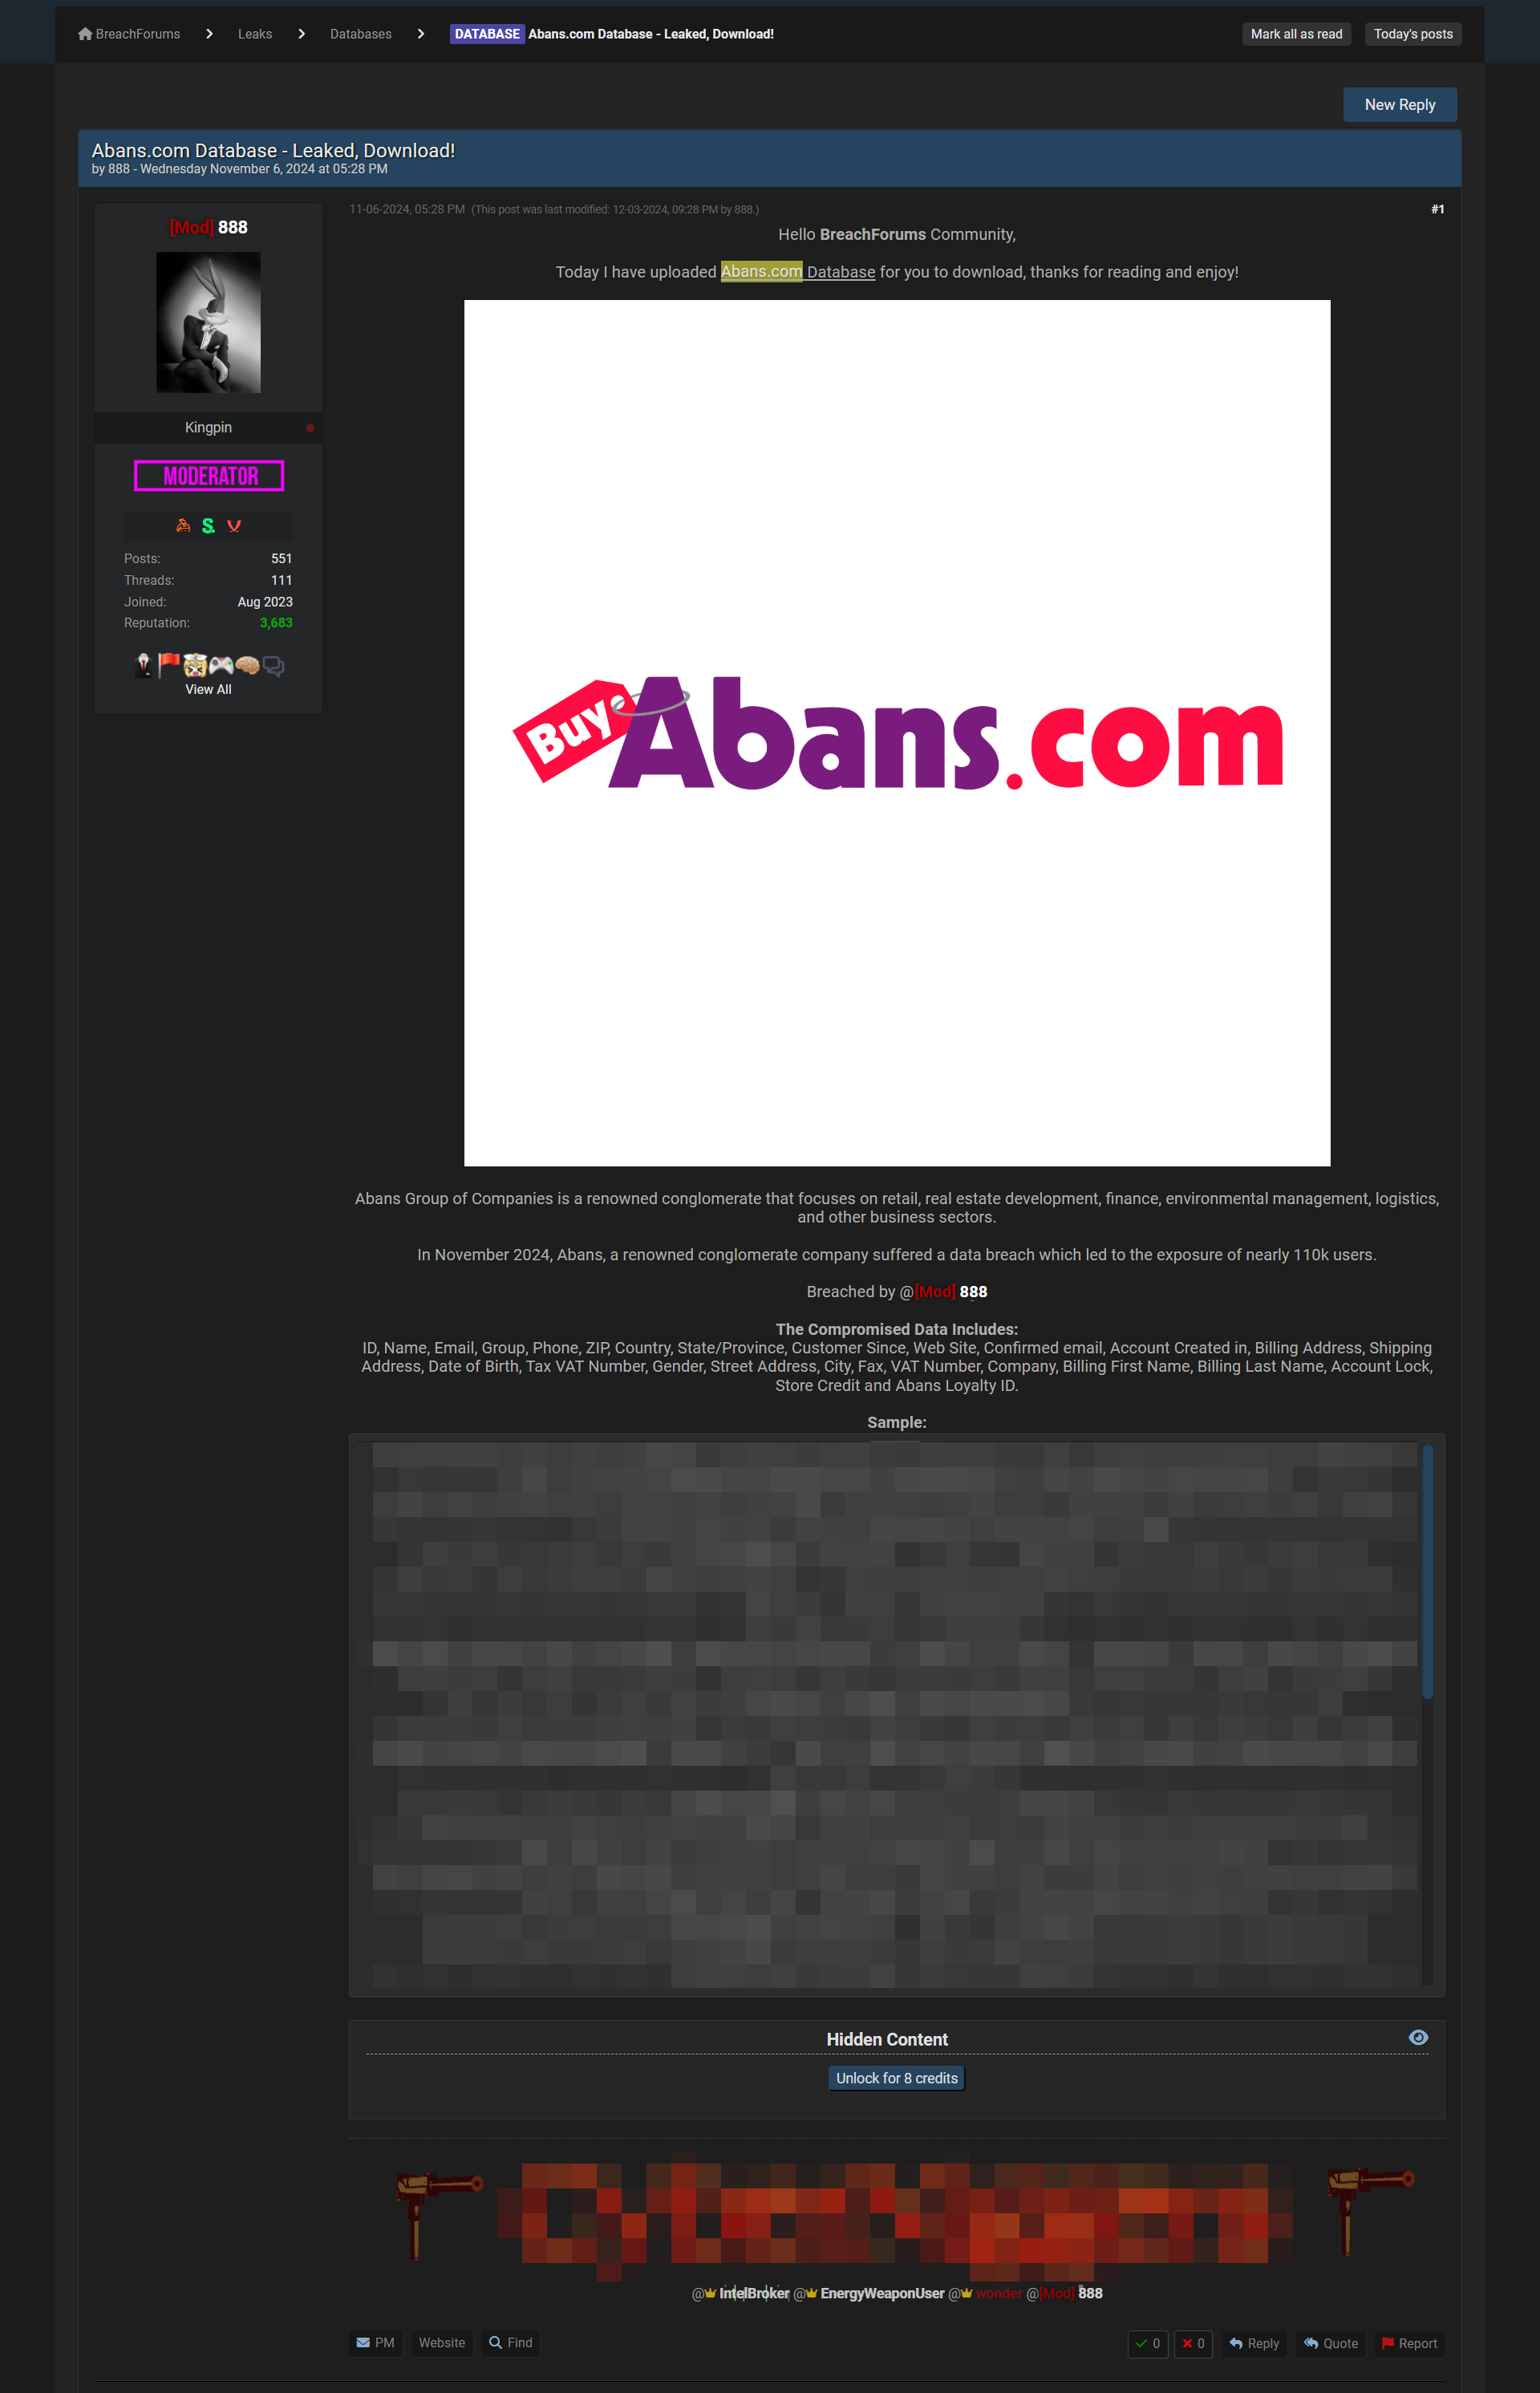 BreachForums > Leaks > Databases > DATABASE Abans.com Database - Leaked, Download!
Mark all as read Today's posts
New Reply
Abans.com Database - Leaked, Download!
by 888 - Wednesday November 6, 2024 at 05:28 PM
[Mod] 888
Kingpin
MODERATOR
Posts: 551
Threads: 111
Joined: Aug 2023
Reputation: 3,683
View All
11-06-2024, 05:28 PM (This post was last modified: 12-03-2024, 09:28 PM by 888.) #1
Hello BreachForums Community,
Today I have uploaded Abans.com Database for you to download, thanks for reading and enjoy!
Buy Abans.com
Abans Group of Companies is a renowned conglomerate that focuses on retail, real estate development, finance, environmental management, logistics,
and other business sectors.
In November 2024, Abans, a renowned conglomerate company suffered a data breach which led to the exposure of nearly 110k users.
Breached by @[Mod] 888
The Compromised Data Includes:
ID, Name, Email, Group, Phone, ZIP, Country, State/Province, Customer Since, Web Site, Confirmed email, Account Created in, Billing Address, Shipping
Address, Date of Birth, Tax VAT Number, Gender, Street Address, City, Fax, VAT Number, Company, Billing First Name, Billing Last Name, Account Lock,
Store Credit and Abans Loyalty ID.
Sample:
Hidden Content
Unlock for 8 credits
@ IntelBroker @ EnergyWeaponUser @ wonder @[Mod] 888
PM Website Find 0 0 Reply Quote Report